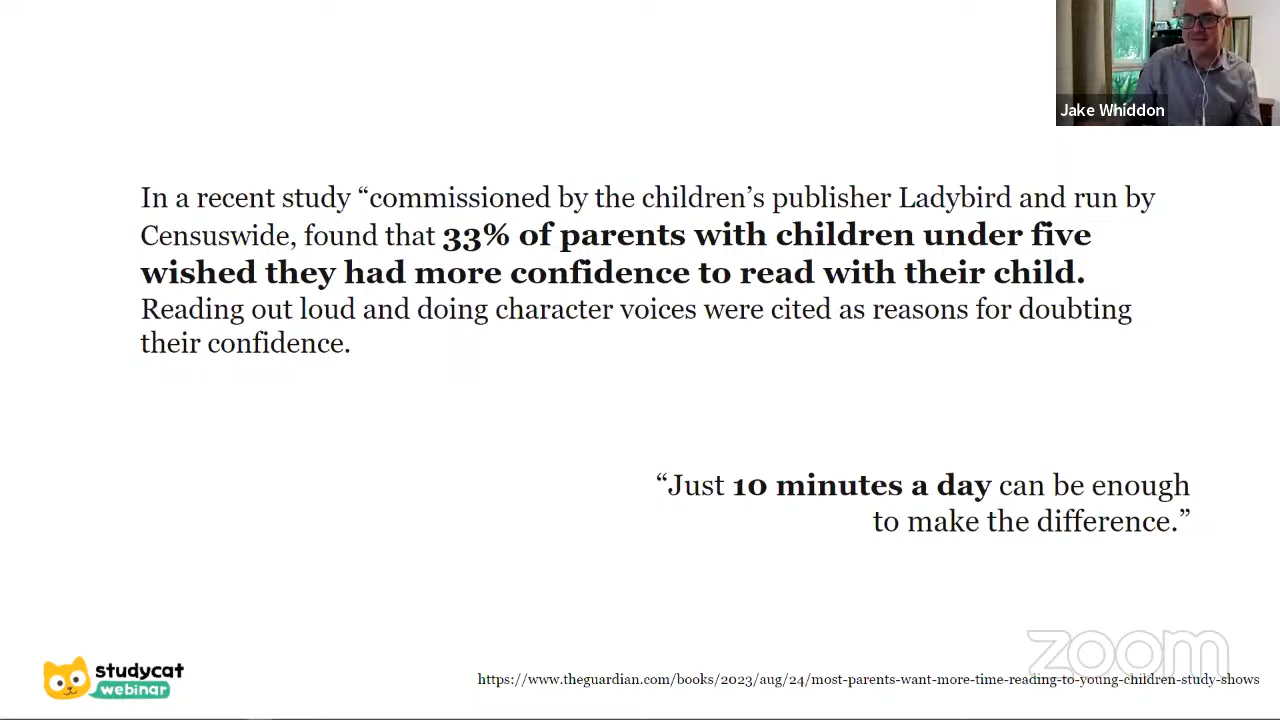 Jake Whiddon
In a recent study “commissioned by the children’s publisher Ladybird and run by
Censuswide, found that 33% of parents with children under five
wished they had more confidence to read with their child.
Reading out loud and doing character voices were cited as reasons for doubting
their confidence.
“Just 10 minutes a day can be enough
to make the difference.”
zoom
studycat
webinar
https://www.theguardian.com/books/2023/aug/24/most-parents-want-more-time-reading-to-young-children-study-shows